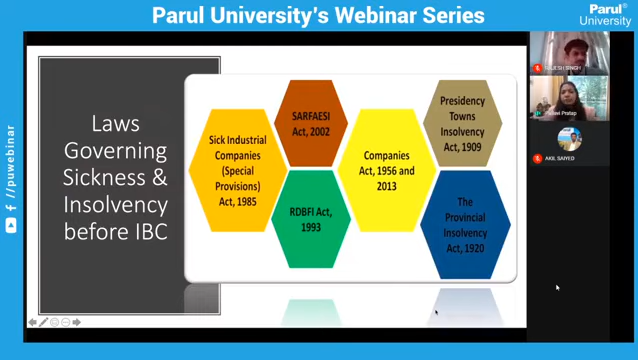 Parul University's Webinar Series
Parul®
University
/puwebinar
Laws
Governing
Sickness &
Insolvency
before IBC
Sick Industrial
Companies
(Special
Provisions)
Act, 1985
SARFAESI
Act, 2002
RDBFI Act,
1993
Companies
Act, 1956 and
2013
Presidency
Towns
Insolvency
Act, 1909
The
Provincial
Insolvency
Act, 1920
SINGH
Pratap
AKIL SAIYED